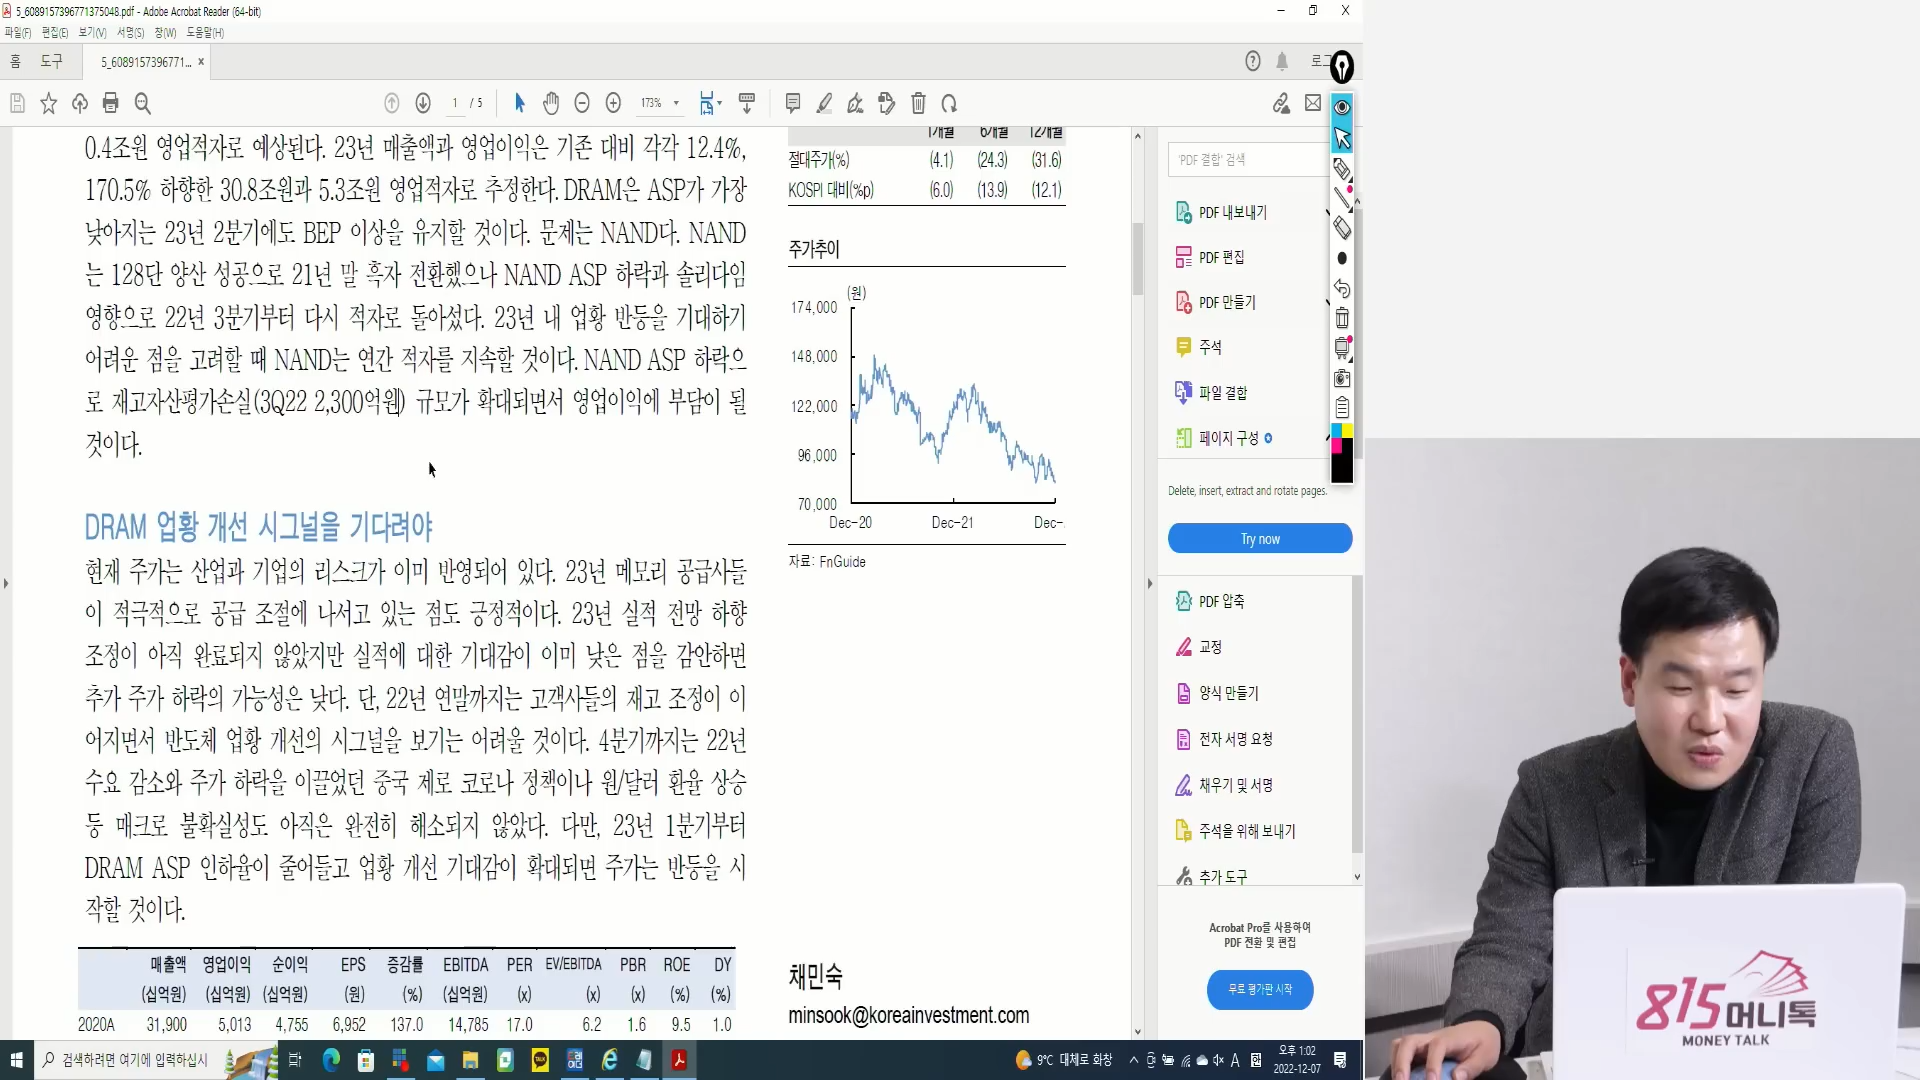 5_6089157396771375048.pdf - Adobe Acrobat Reader (64-bit)
파일(F) 편집(E) 보기(V) 서명(S) 창(W) 도움말(H)
홈 도구 5_6089157396771... ×
로그
1 / 5 173%
0.4조원 영업적자로 예상된다. 23년 매출액과 영업이익은 기존 대비 각각 12.4%,
170.5% 하향한 30.8조원과 5.3조원 영업적자로 추정한다. DRAM은 ASP가 가장
낮아지는 23년 2분기에도 BEP 이상을 유지할 것이다. 문제는 NAND다. NAND
는 128단 양산 성공으로 21년 말 흑자 전환했으나 NAND ASP 하락과 솔리다임
영향으로 22년 3분기부터 다시 적자로 돌아섰다. 23년 내 업황 반등을 기대하기
어려운 점을 고려할 때 NAND는 연간 적자를 지속할 것이다. NAND ASP 하락으
로 재고자산평가손실(3Q22 2,300억원) 규모가 확대되면서 영업이익에 부담이 될
것이다.
DRAM 업황 개선 시그널을 기다려야
현재 주가는 산업과 기업의 리스크가 이미 반영되어 있다. 23년 메모리 공급사들
이 적극적으로 공급 조절에 나서고 있는 점도 긍정적이다. 23년 실적 전망 하향
조정이 아직 완료되지 않았지만 실적에 대한 기대감이 이미 낮은 점을 감안하면
추가 주가 하락의 가능성은 낮다. 단, 22년 연말까지는 고객사들의 재고 조정이 이
어지면서 반도체 업황 개선의 시그널을 보기는 어려울 것이다. 4분기까지는 22년
수요 감소와 주가 하락을 이끌었던 중국 제로 코로나 정책이나 원/달러 환율 상승
등 매크로 불확실성도 아직은 완전히 해소되지 않았다. 다만, 23년 1분기부터
DRAM ASP 인하율이 줄어들고 업황 개선 기대감이 확대되면 주가는 반등을 시
작할 것이다.
매출액 영업이익 순이익 EPS 증감률 EBITDA PER EV/EBITDA PBR ROE DY
(십억원) (십억원) (십억원) (원) (%) (십억원) (x) (x) (x) (%) (%)
2020A 31,900 5,013 4,755 6,952 137.0 14,785 17.0 6.2 1.6 9.5 1.0
1개월 6개월 12개월
절대주가(%) (4.1) (24.3) (31.6)
KOSPI 대비(%p) (6.0) (13.9) (12.1)
주가추이
(원)
174,000
148,000
122,000
96,000
70,000
Dec-20 Dec-21 Dec-
자료: FnGuide
채민숙
minsook@koreainvestment.com
'PDF 결합' 검색
PDF 내보내기
PDF 편집
PDF 만들기
주석
파일 결합
페이지 구성
Delete, insert, extract and rotate pages.
Try now
PDF 압축
교정
양식 만들기
전자 서명 요청
채우기 및 서명
주석을 위해 보내기
추가 도구
Acrobat Pro를 사용하여
PDF 전환 및 편집
무료 평가판 시작
815머니톡
MONEY TALK
검색하려면 여기에 입력하십시
TALK
9°C 대체로 화창
A
오후 1:02
2022-12-07